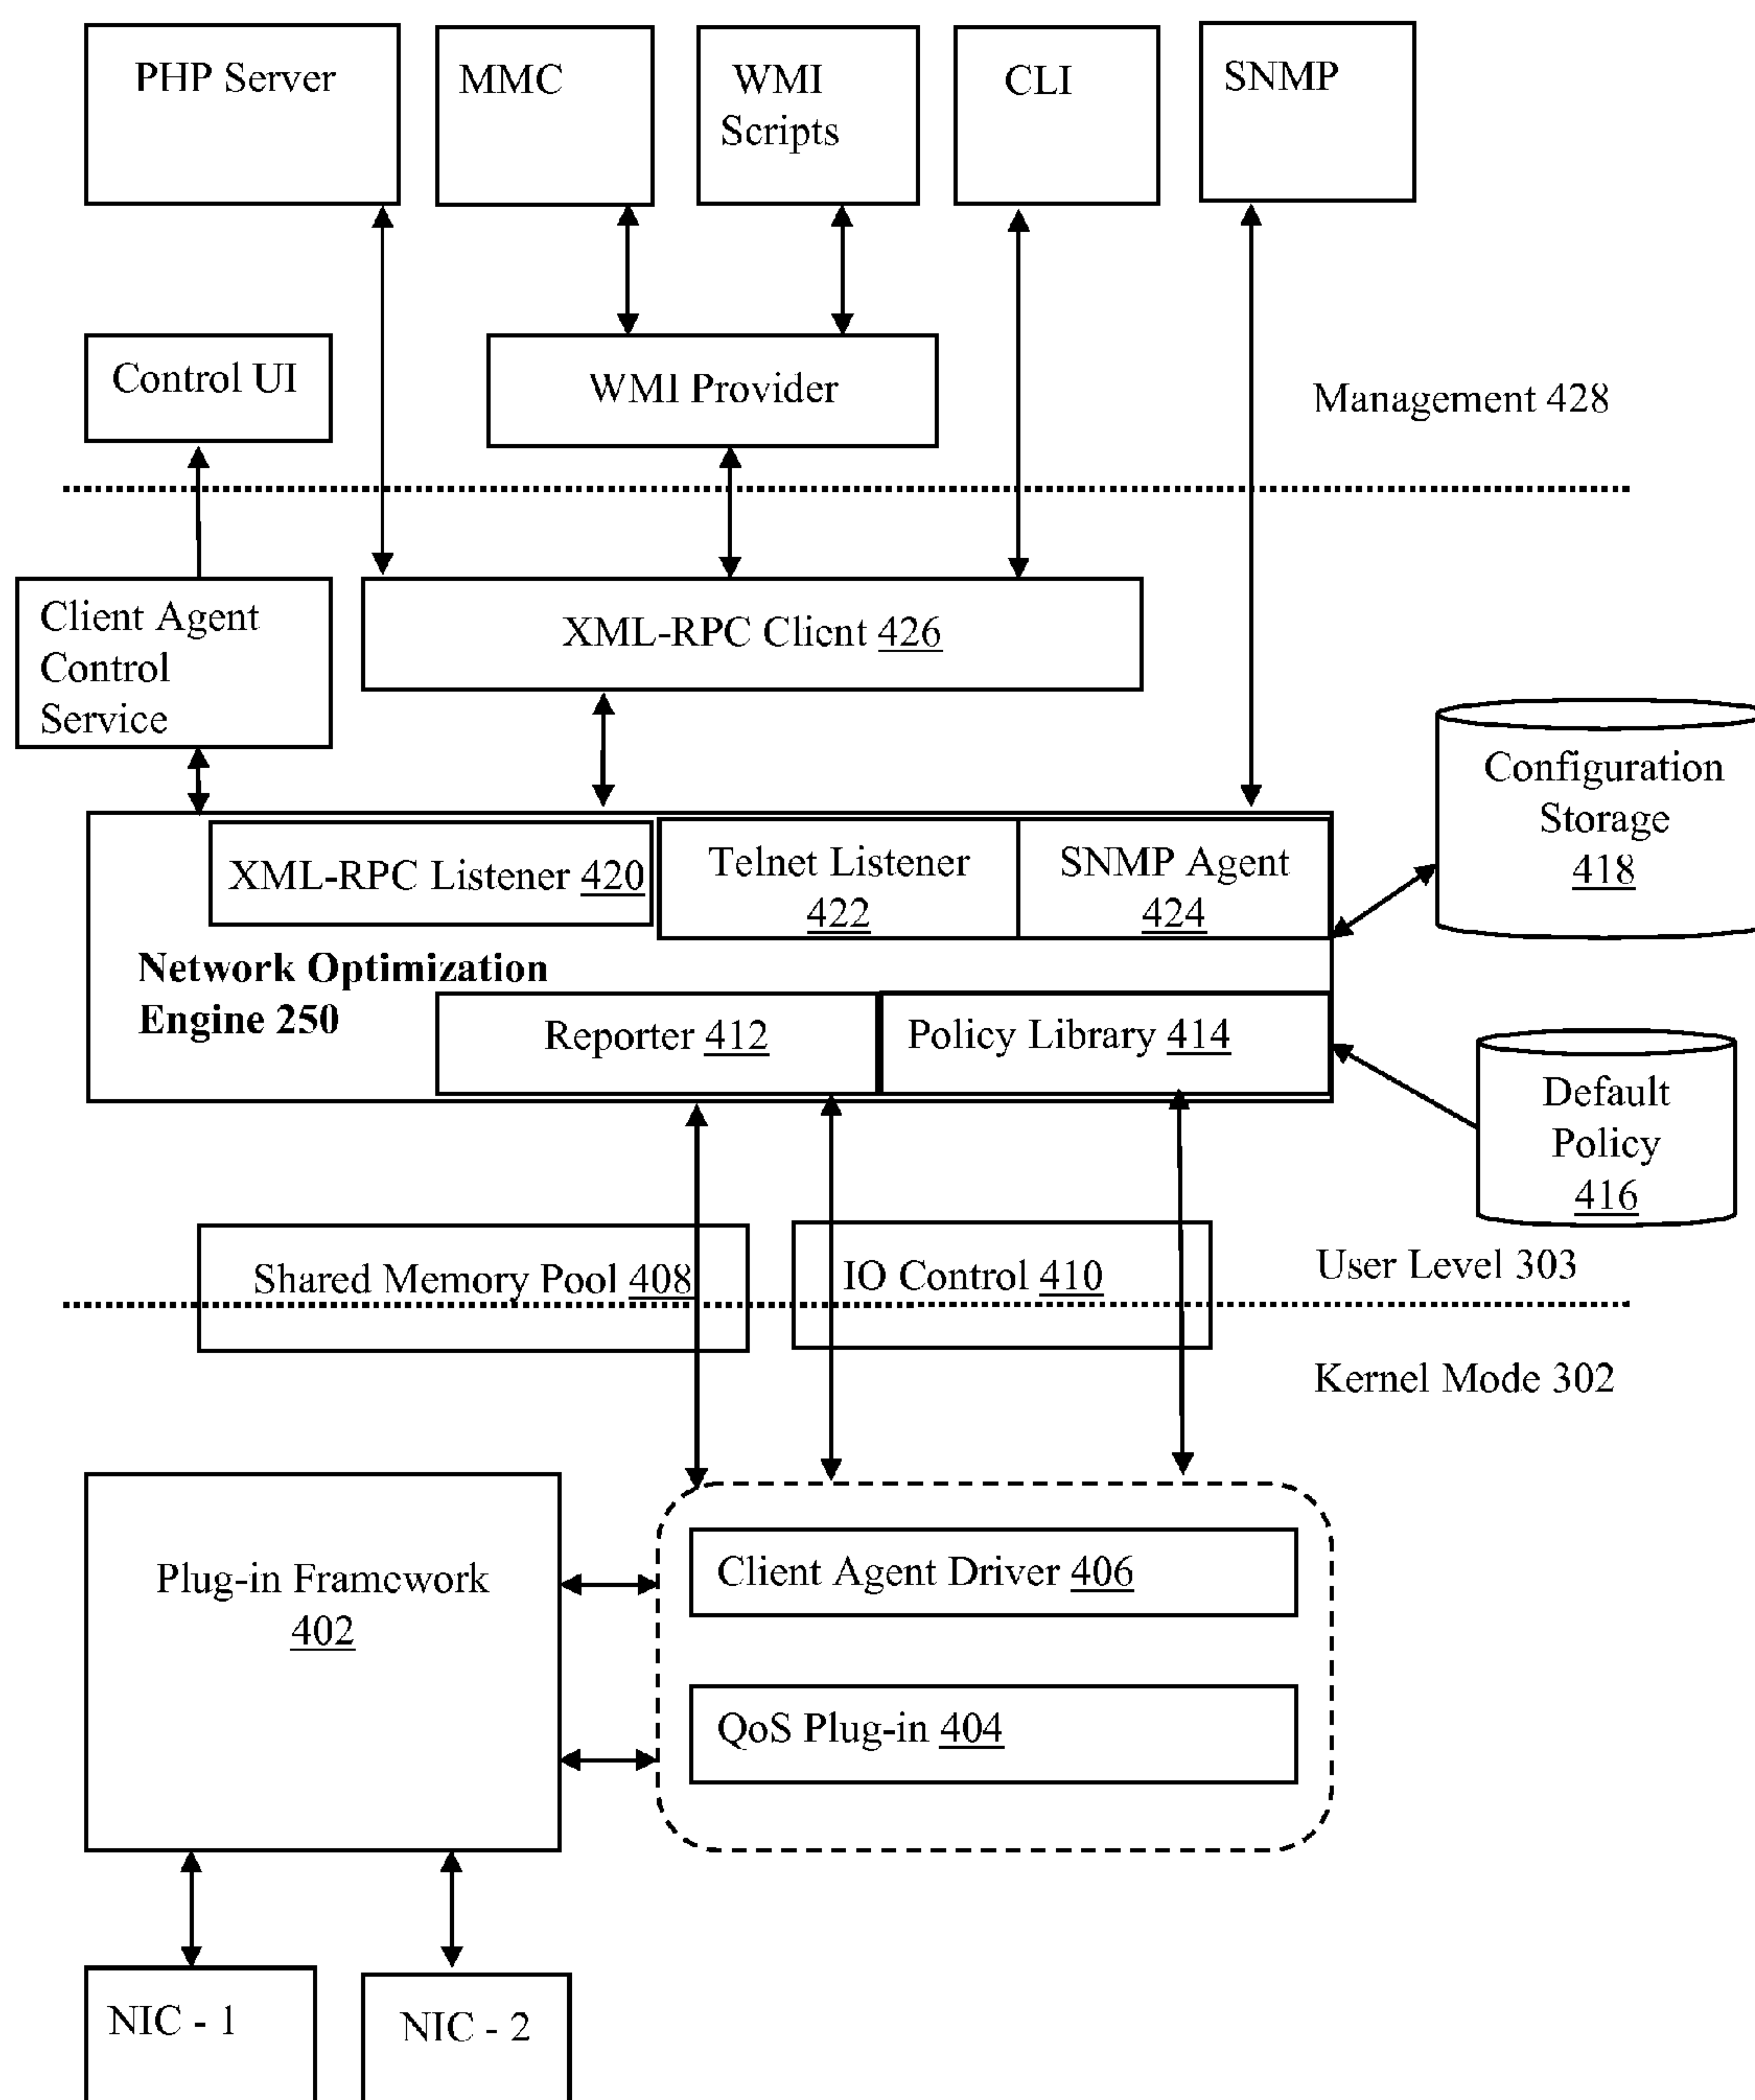 PHP Server
MMC
WMI
Scripts
CLI
SNMP
Control UI
WMI Provider
Management 428
Client Agent
Control
Service
XML-RPC Client 426
Configuration
Storage
418
XML-RPC Listener 420
Telnet Listener
422
SNMP Agent
424
Network Optimization
Engine 250
Reporter 412
Policy Library 414
Default
Policy
416
Shared Memory Pool 408
IO Control 410
User Level 303
Kernel Mode 302
Plug-in Framework
402
Client Agent Driver 406
QoS Plug-in 404
NIC - 1
NIC - 2